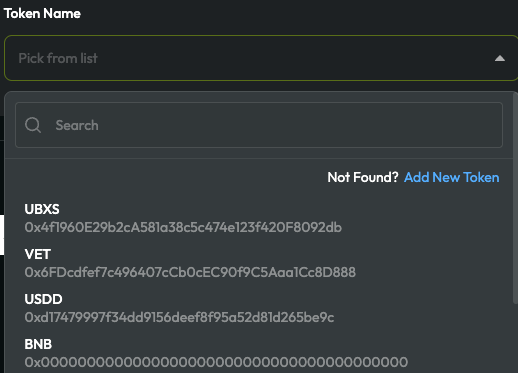 Token Name
Pick from list
Search
Not Found? Add New Token
UBXS
0x4f1960E29b2cA581a38c5c474e123f420F8092db
VET
0x6FDcdfef7c496407cCb0cEC90f9C5Aaa1Cc8D888
USDD
0xd17479997f34dd9156deef8f95a52d81d265be9c
BNB
0x0000000000000000000000000000000000000000